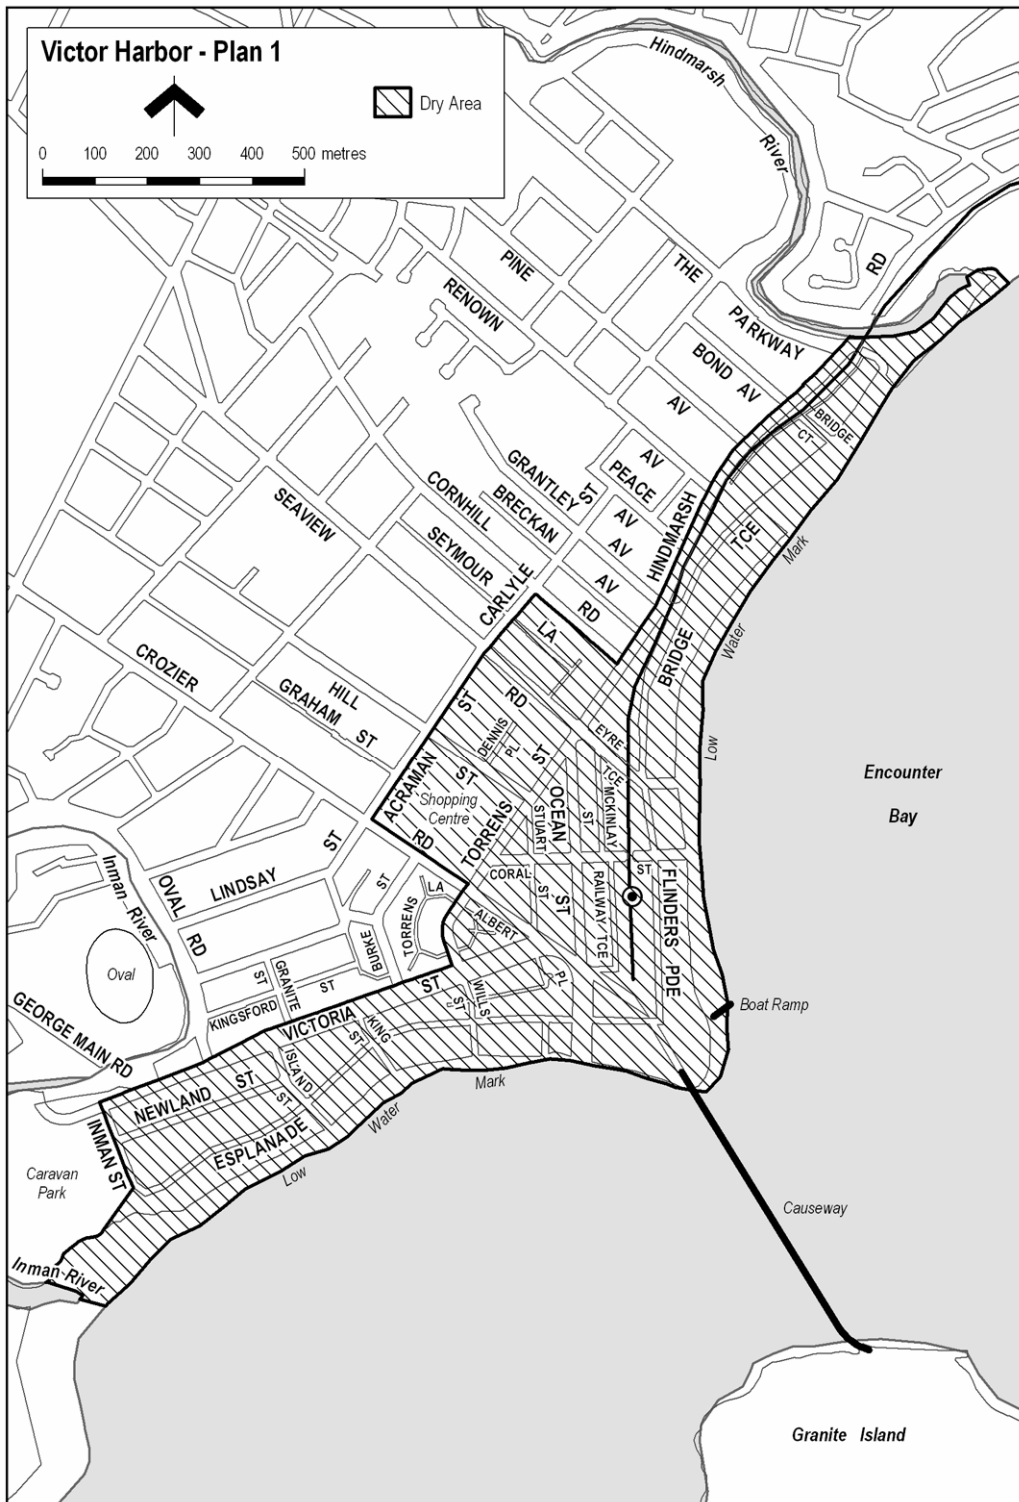 Victor Harbor - Plan 1
Dry Area
0 100 200 300 400 500 metres
Hindmarsh
River
THE
PARKWAY
RD
PINE
AV
RENOWN
AV
BOND AV
PEACE
AV
GRANTLEY
AV
BRECKAN
AV
CORNHILL
RD
SEYMOUR
ST
SEAVIEW
CARLYLE
ST
HINDMARSH
BRIDGE
CT
BRIDGE
TCE
Low
Water
Mark
LA
RD
CROZIER
RD
HILL
ST
GRAHAM
ST
ACRAMAN
ST
DENNIS
PL
EYRE
TCE
Shopping
Centre
TORRENS
ST
OCEAN
ST
STUART
ST
MCKINLAY
ST
Encounter
Bay
Inman
River
OVAL
RD
LINDSAY
ST
CORAL
ST
RAILWAY TCE
FLINDERS
PDE
Oval
GEORGE MAIN RD
KINGSFORD
ST
GRANITE
ST
BURKE
ST
TORRENS
LA
ALBERT
PL
WILLS
ST
VICTORIA
ST
KING
ST
ISLAND
ST
NEWLAND
ST
ESPLANADE
INMAN ST
Boat Ramp
Low
Water
Mark
Caravan
Park
Inman River
Causeway
Granite Island